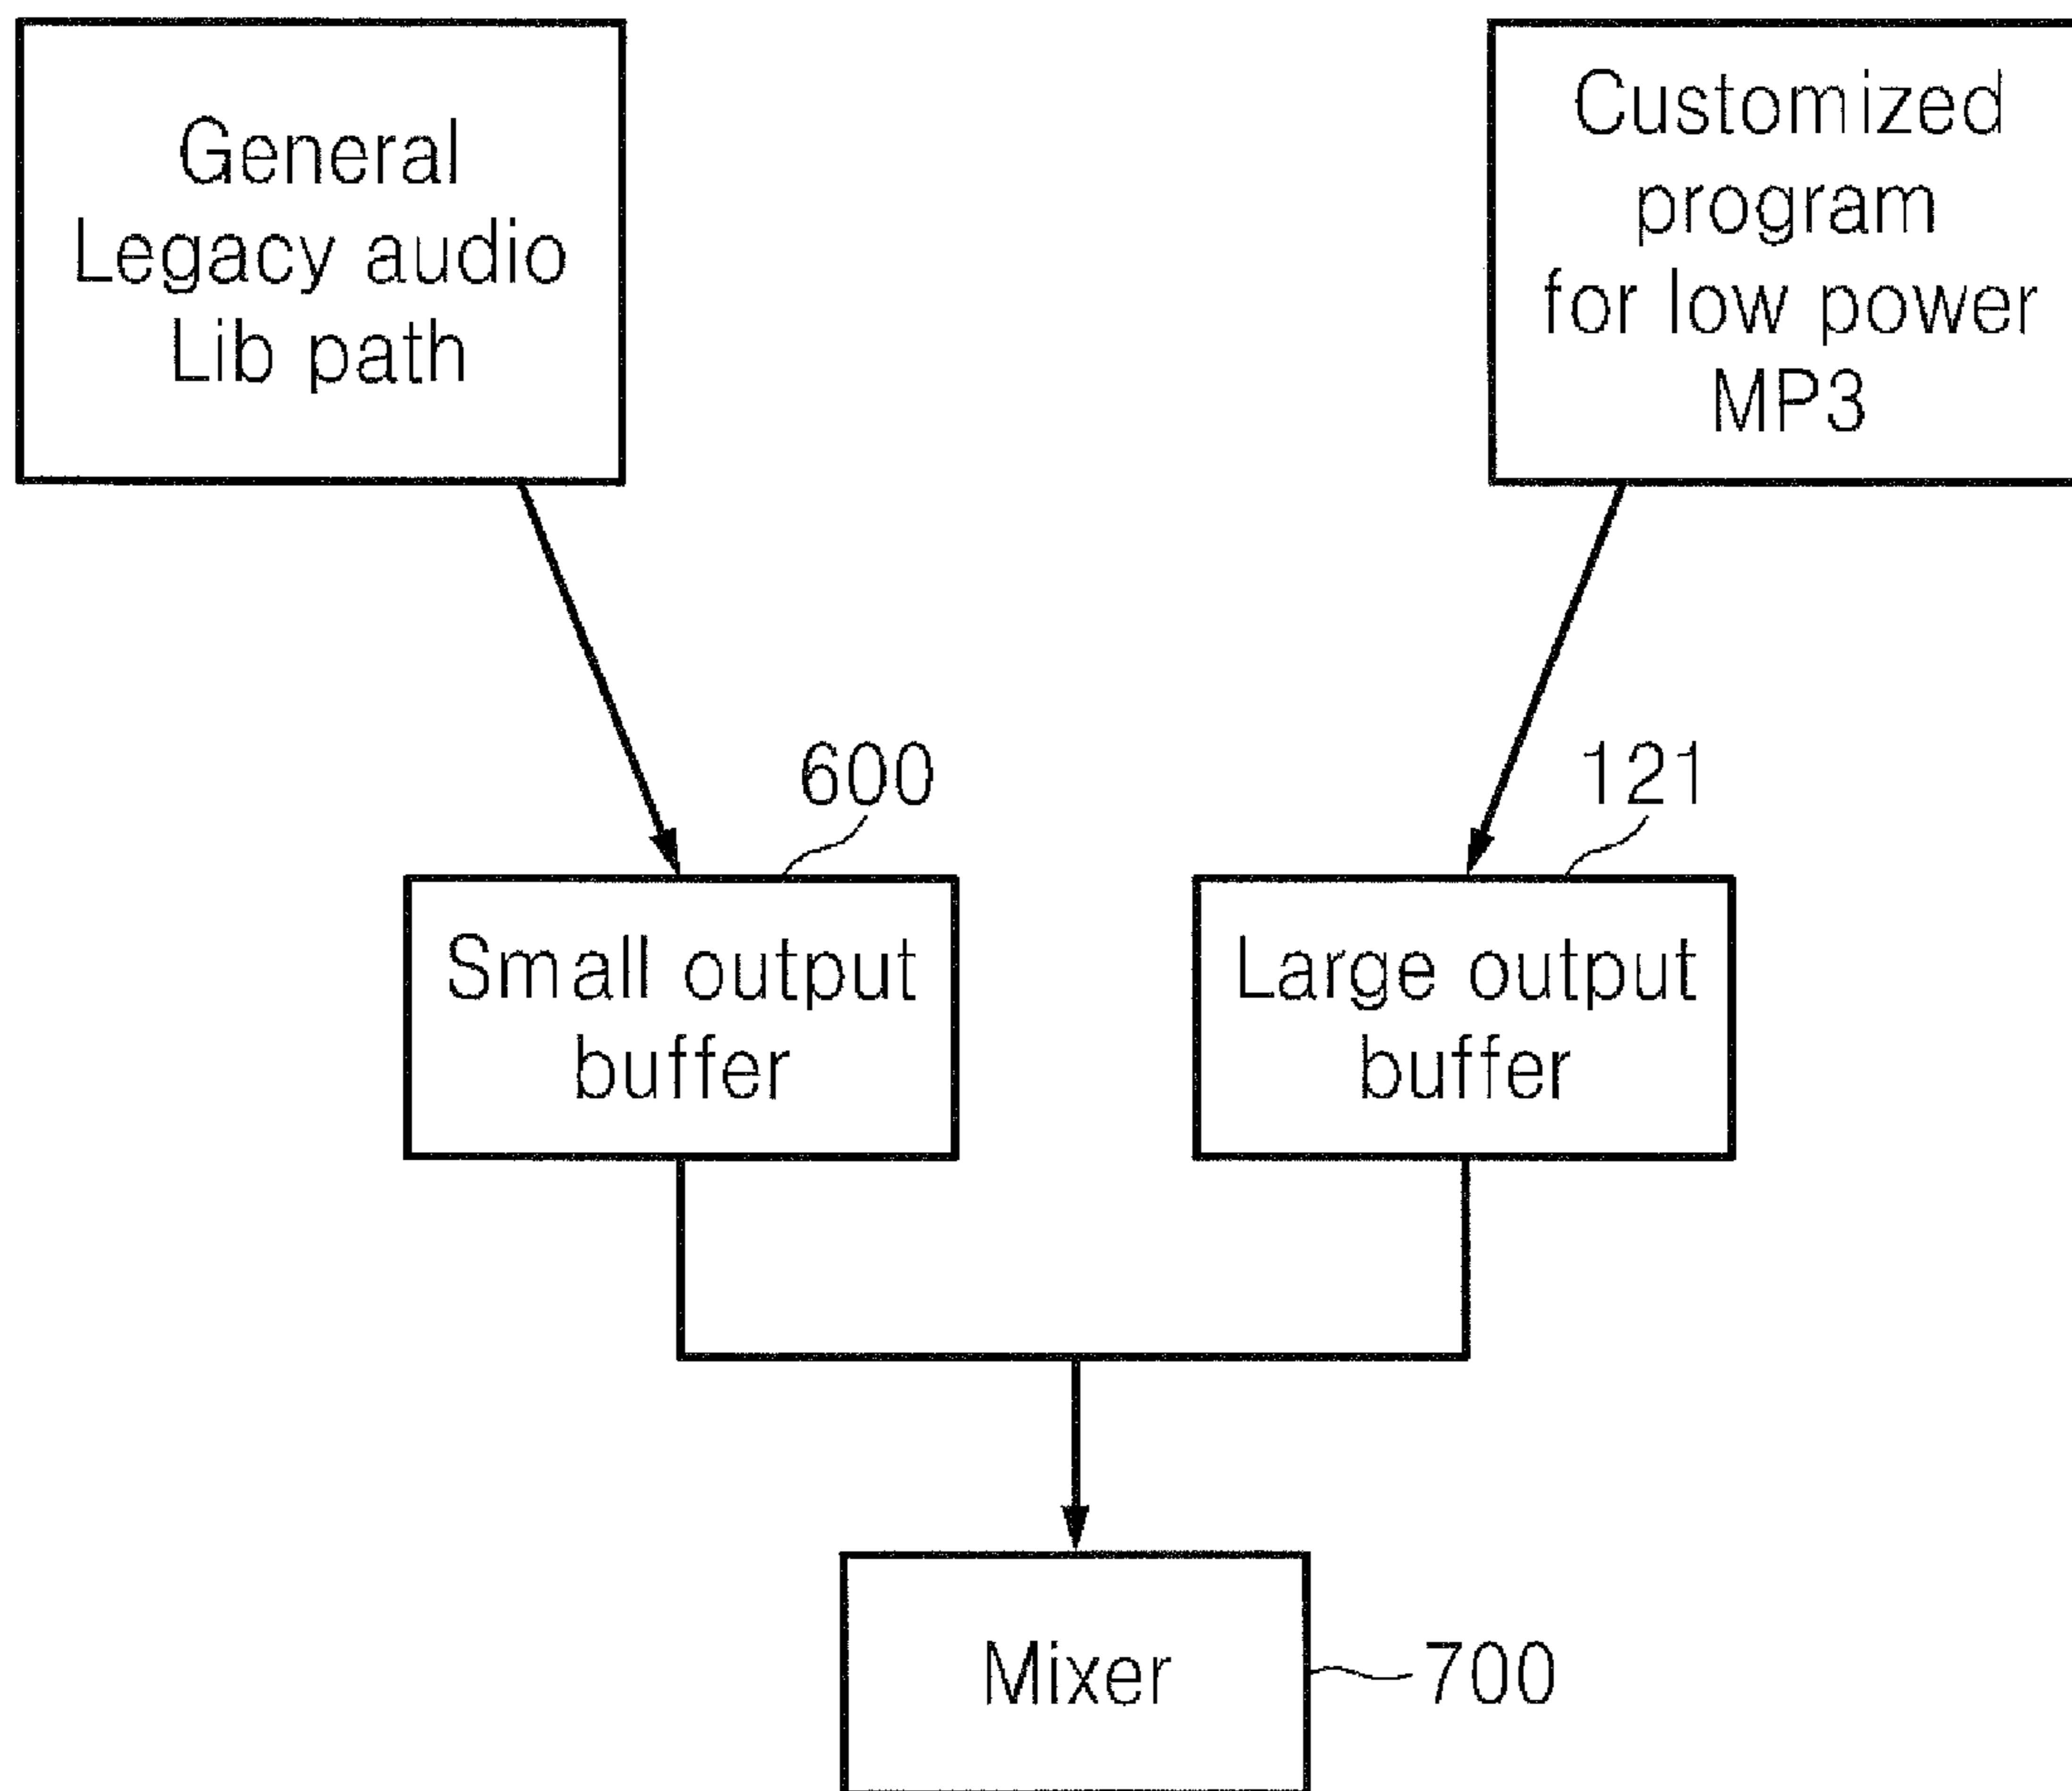 General
Legacy audio
Lib path
Customized
program
for low power
MP3
600
121
Small output
buffer
Large output
buffer
Mixer
700